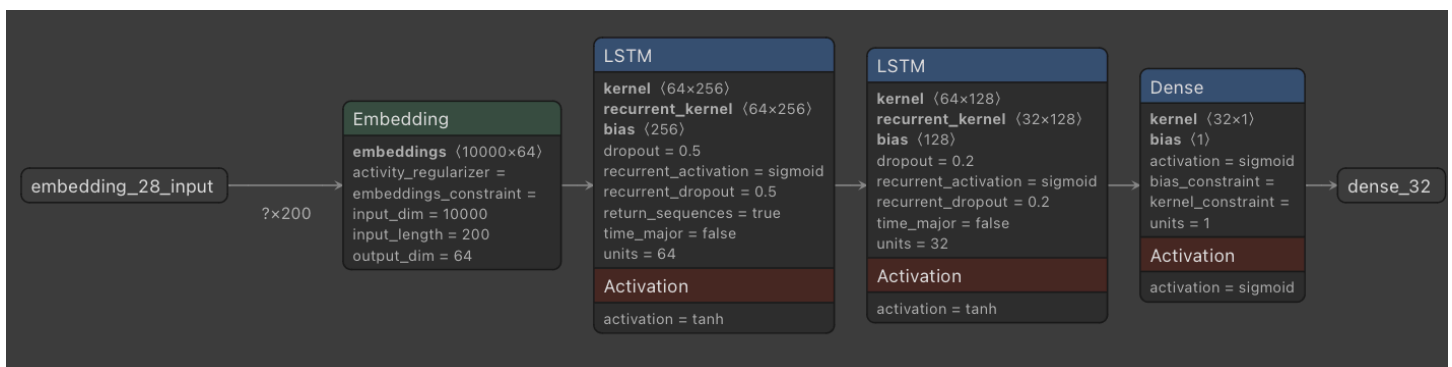 embedding_28_input
?×200
Embedding
embeddings ⟨10000×64⟩
activity_regularizer =
embeddings_constraint =
input_dim = 10000
input_length = 200
output_dim = 64
LSTM
kernel ⟨64×256⟩
recurrent_kernel ⟨64×256⟩
bias ⟨256⟩
dropout = 0.5
recurrent_activation = sigmoid
recurrent_dropout = 0.5
return_sequences = true
time_major = false
units = 64
Activation
activation = tanh
LSTM
kernel ⟨64×128⟩
recurrent_kernel ⟨32×128⟩
bias ⟨128⟩
dropout = 0.2
recurrent_activation = sigmoid
recurrent_dropout = 0.2
time_major = false
units = 32
Activation
activation = tanh
Dense
kernel ⟨32×1⟩
bias ⟨1⟩
activation = sigmoid
bias_constraint =
kernel_constraint =
units = 1
Activation
activation = sigmoid
dense_32